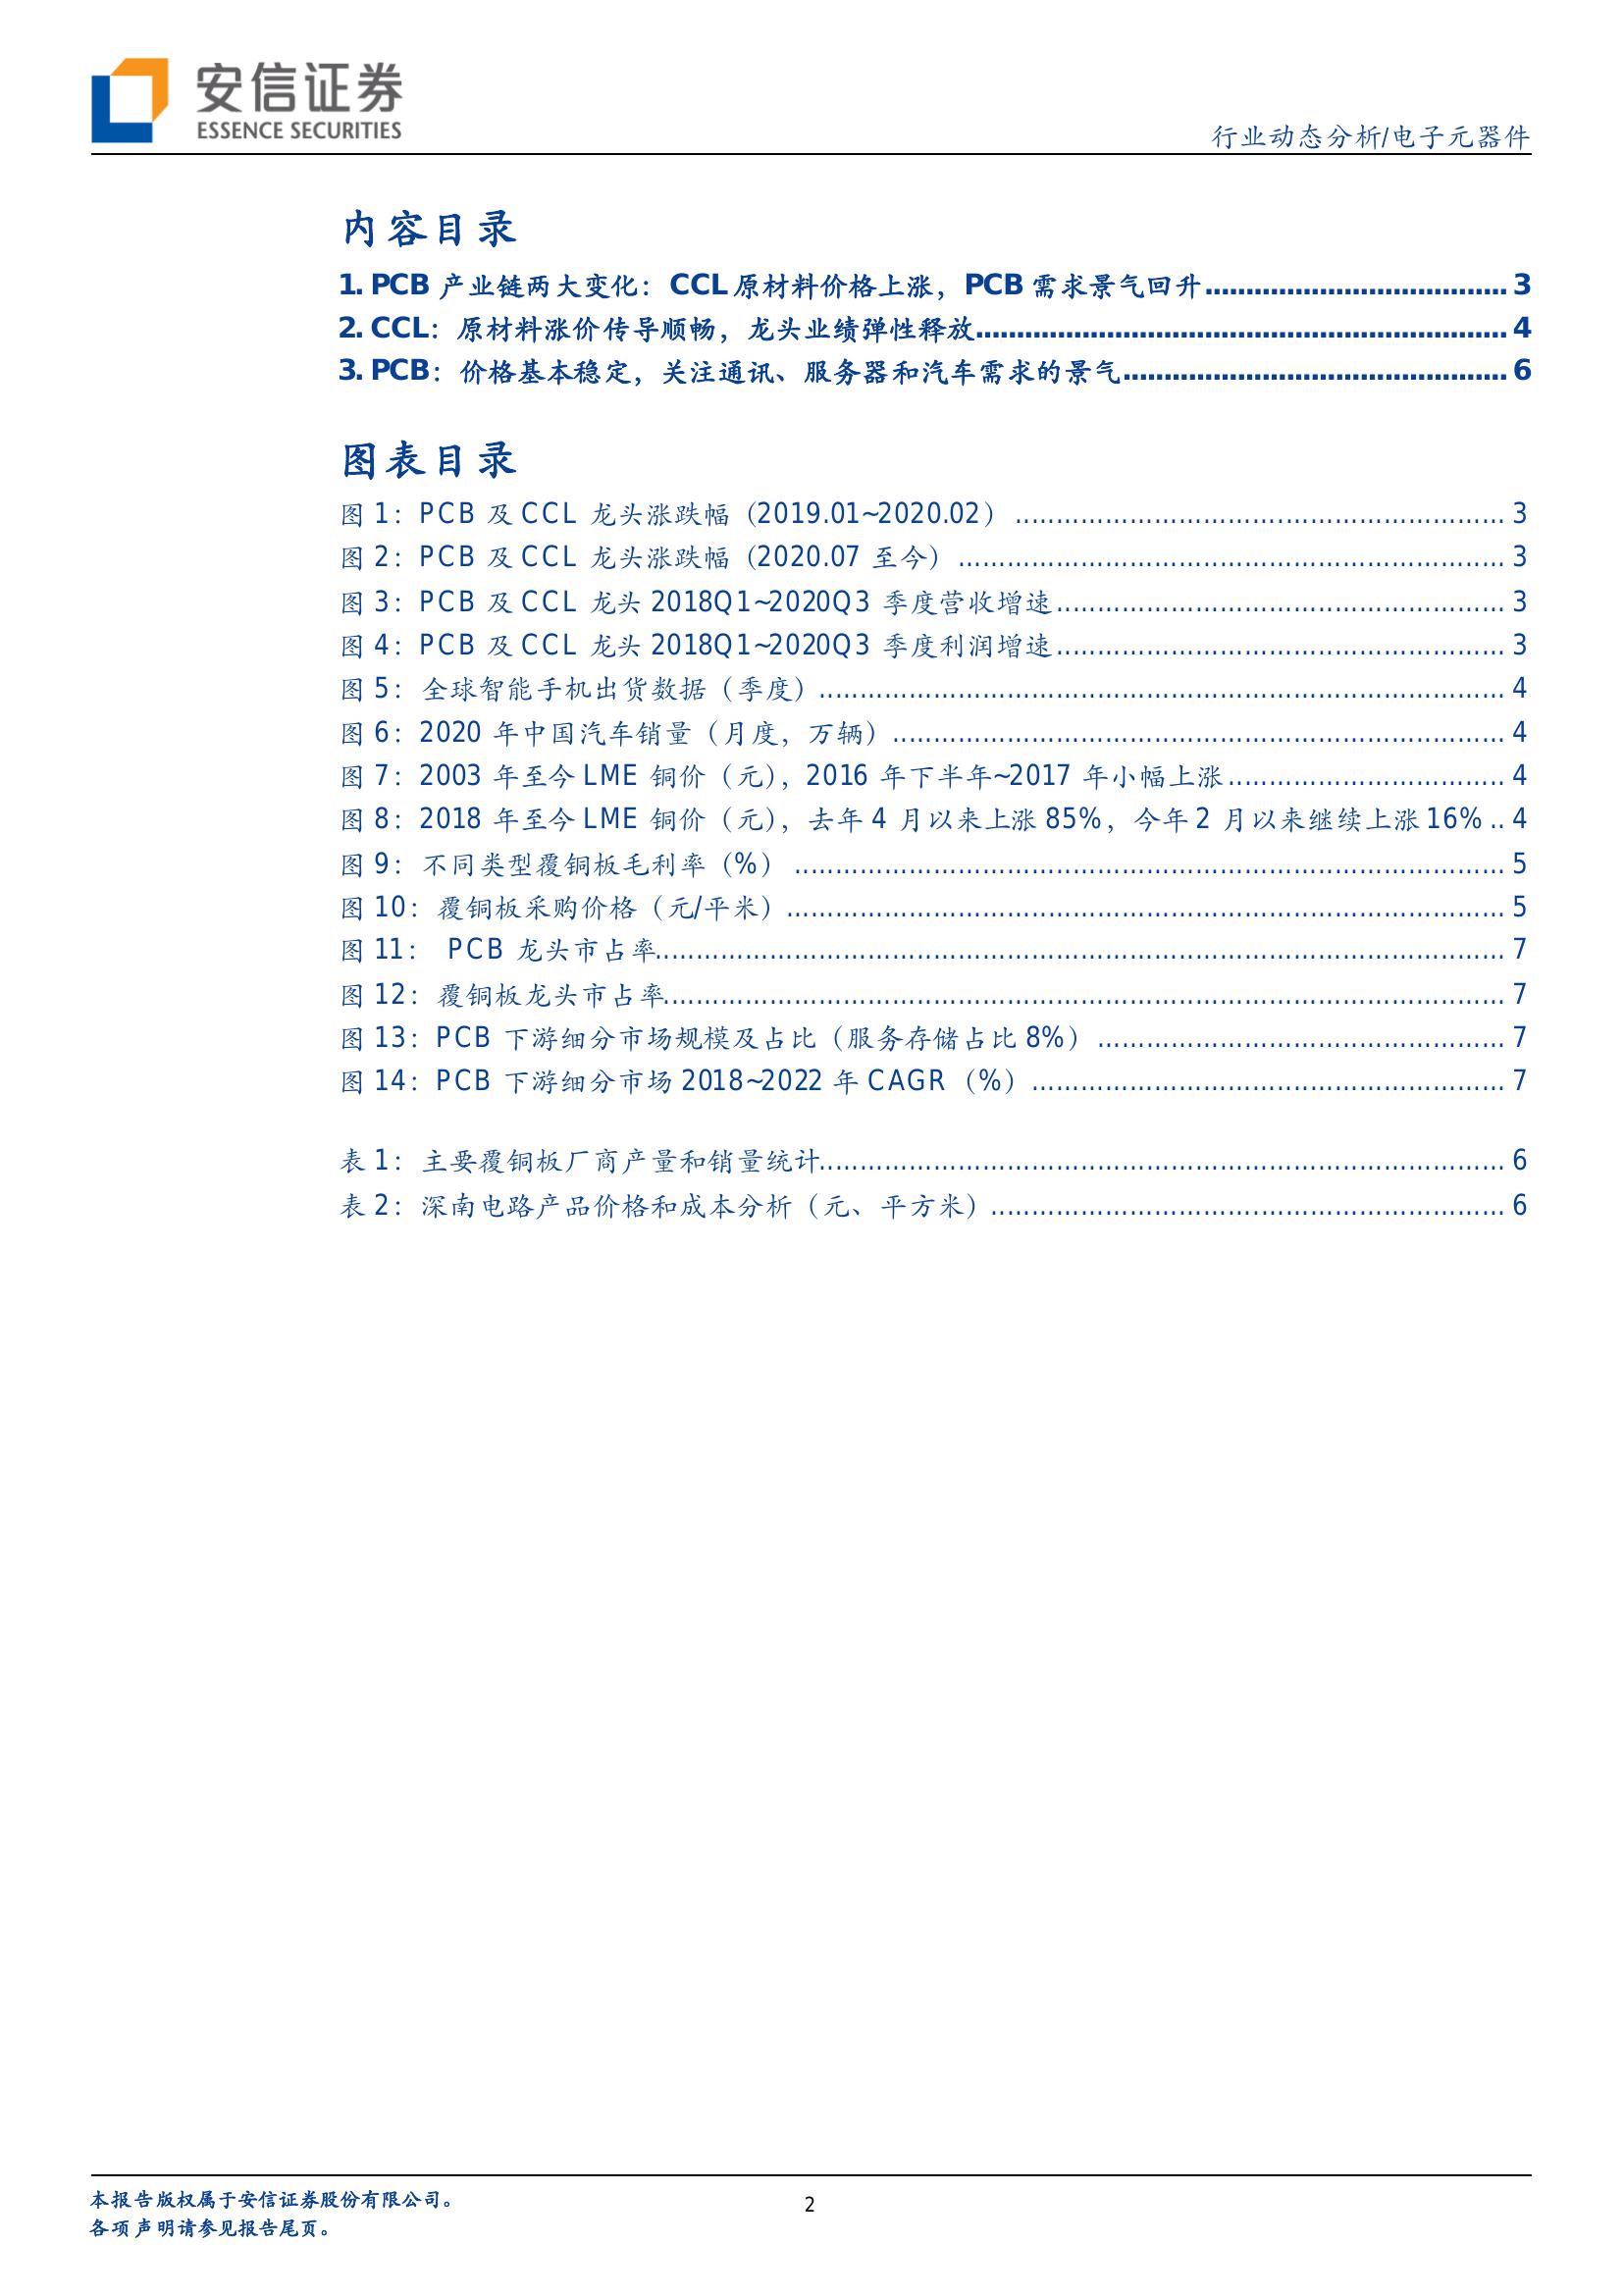 安信证券
ESSENCE SECURITIES
行业动态分析/电子元器件
内容目录
1. PCB 产业链两大变化：CCL 原材料价格上涨，PCB 需求景气回升.................................... 3
2. CCL：原材料涨价传导顺畅，龙头业绩弹性释放................................................................ 4
3. PCB：价格基本稳定，关注通讯、服务器和汽车需求的景气.............................................. 6
图表目录
图 1：PCB 及 CCL 龙头涨跌幅（2019.01~2020.02） ............................................................ 3
图 2：PCB 及 CCL 龙头涨跌幅（2020.07 至今） ................................................................... 3
图 3：PCB 及 CCL 龙头 2018Q1~2020Q3 季度营收增速....................................................... 3
图 4：PCB 及 CCL 龙头 2018Q1~2020Q3 季度利润增速....................................................... 3
图 5：全球智能手机出货数据（季度）.................................................................................... 4
图 6：2020 年中国汽车销量（月度，万辆）........................................................................... 4
图 7：2003 年至今 LME 铜价（元），2016 年下半年~2017 年小幅上涨.................................. 4
图 8：2018 年至今 LME 铜价（元），去年 4 月以来上涨 85%，今年 2 月以来继续上涨 16% .. 4
图 9：不同类型覆铜板毛利率（%） ....................................................................................... 5
图 10：覆铜板采购价格（元/平米）........................................................................................ 5
图 11： PCB 龙头市占率........................................................................................................ 7
图 12：覆铜板龙头市占率....................................................................................................... 7
图 13：PCB 下游细分市场规模及占比（服务存储占比 8%） .................................................. 7
图 14：PCB 下游细分市场 2018~2022 年 CAGR（%）.......................................................... 7
表 1：主要覆铜板厂商产量和销量统计.................................................................................... 6
表 2：深南电路产品价格和成本分析（元、平方米）............................................................... 6
本报告版权属于安信证券股份有限公司。
2
各项声明请参见报告尾页。